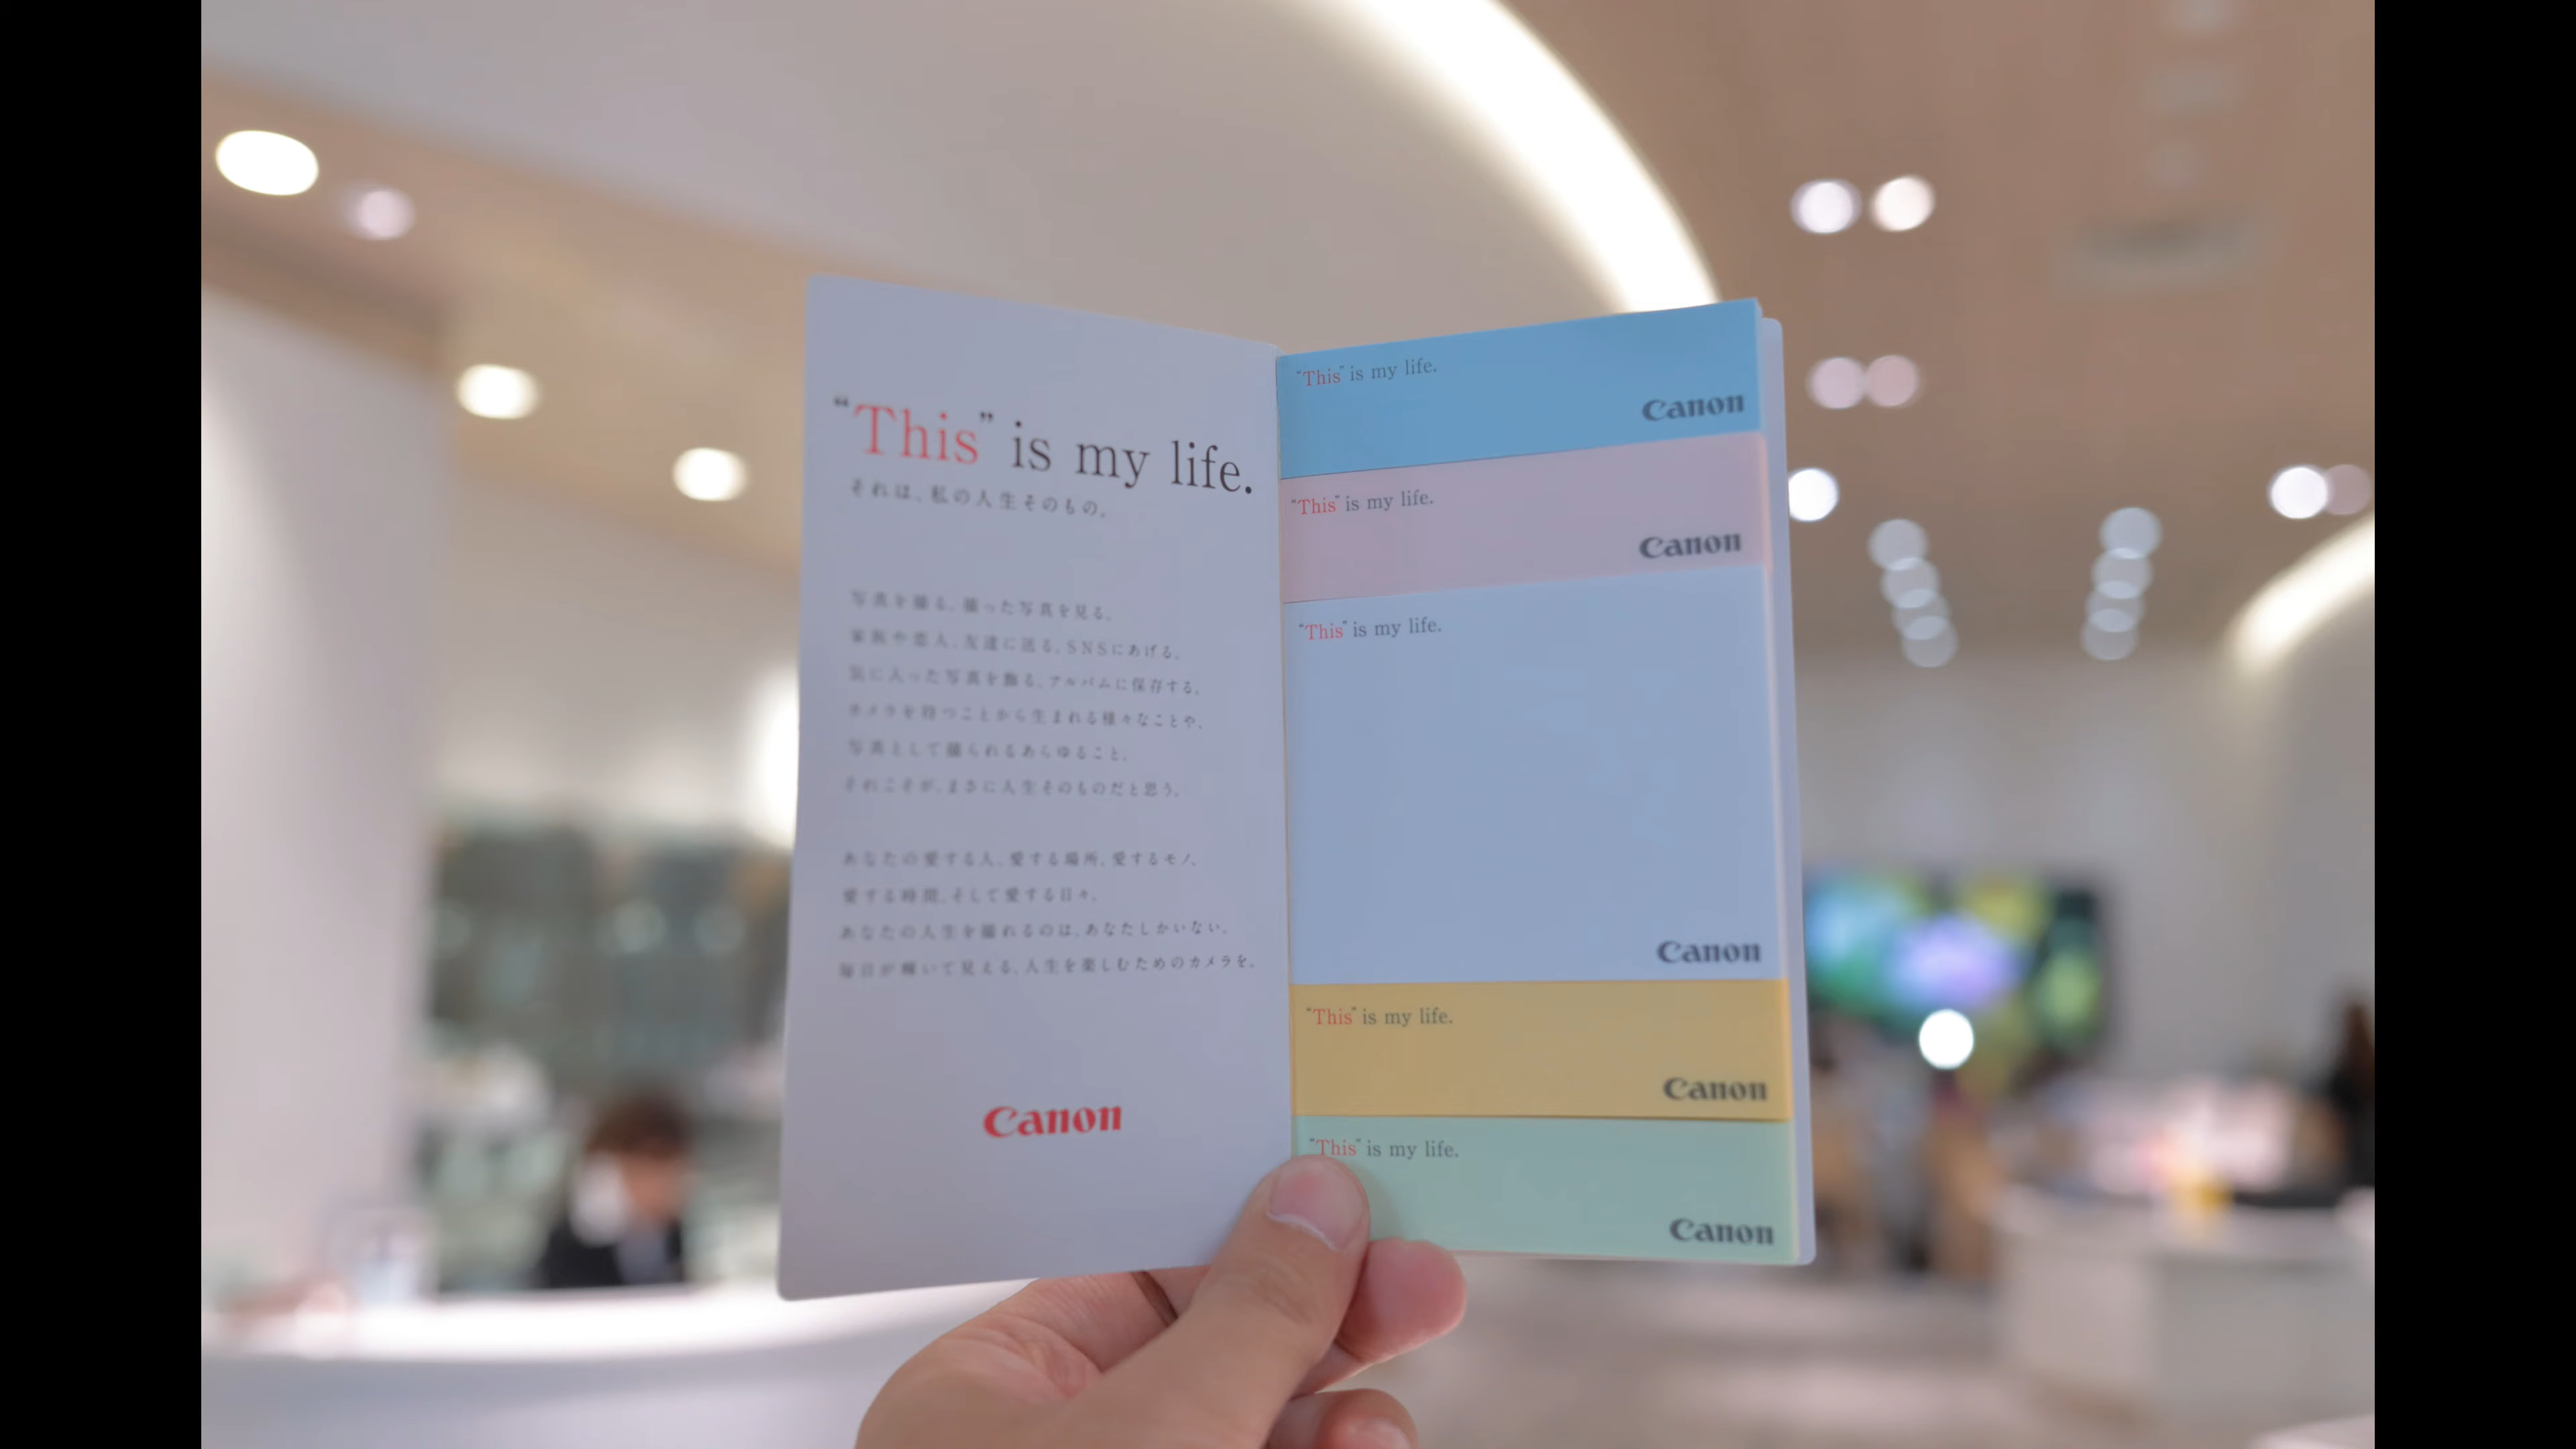 “This” is my life.
それは、私の人生そのもの。
写真を撮る。撮った写真を見る。
家族や恋人、友達に送る。SNSにあげる。
気に入った写真を飾る。アルバムに保存する。
カメラを持つことから生まれる様々なことや、
写真として撮られるあらゆること。
それこそが、まさに人生そのものだと思う。
あなたの愛する人、愛する場所、愛するモノ、
愛する時間、そして愛する日々。
あなたの人生を撮れるのは、あなたしかいない。
毎日が輝いて見える、人生を楽しむためのカメラを。
Canon
“This” is my life.
Canon
“This” is my life.
Canon
“This” is my life.
Canon
“This” is my life.
Canon
“This” is my life.
Canon